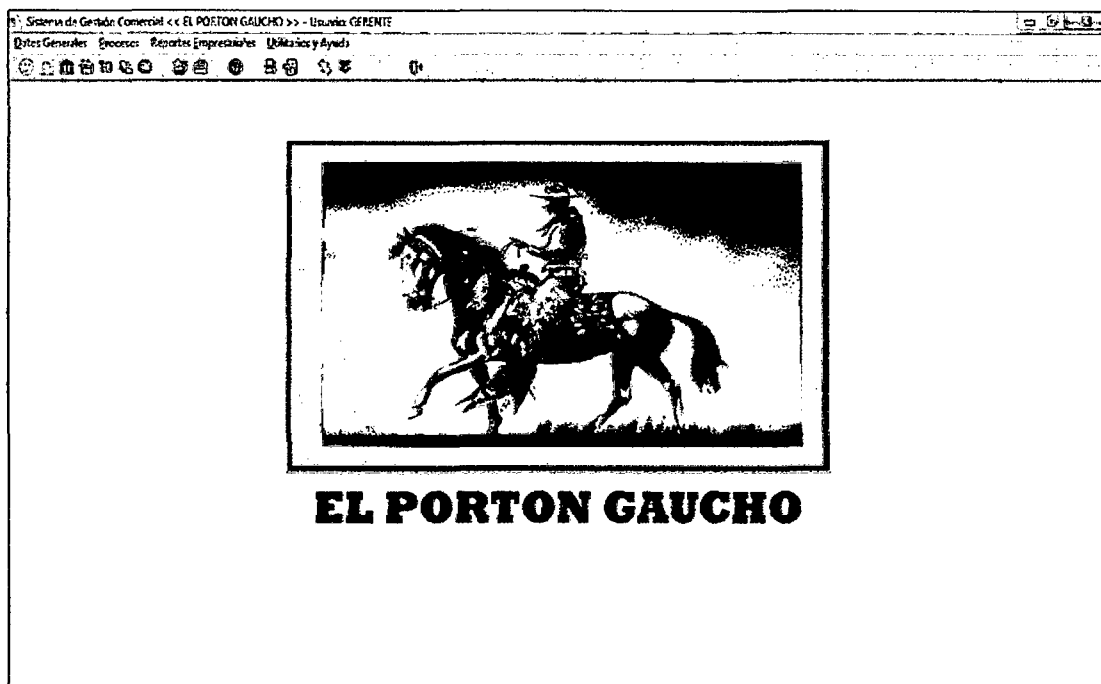 Sistema de Gestión Comercial << EL PORTON GAUCHO >> - Usuario: GERENTE
Datos Generales Procesos Reportes Empresariales Utilitarios y Ayuda
EL PORTON GAUCHO